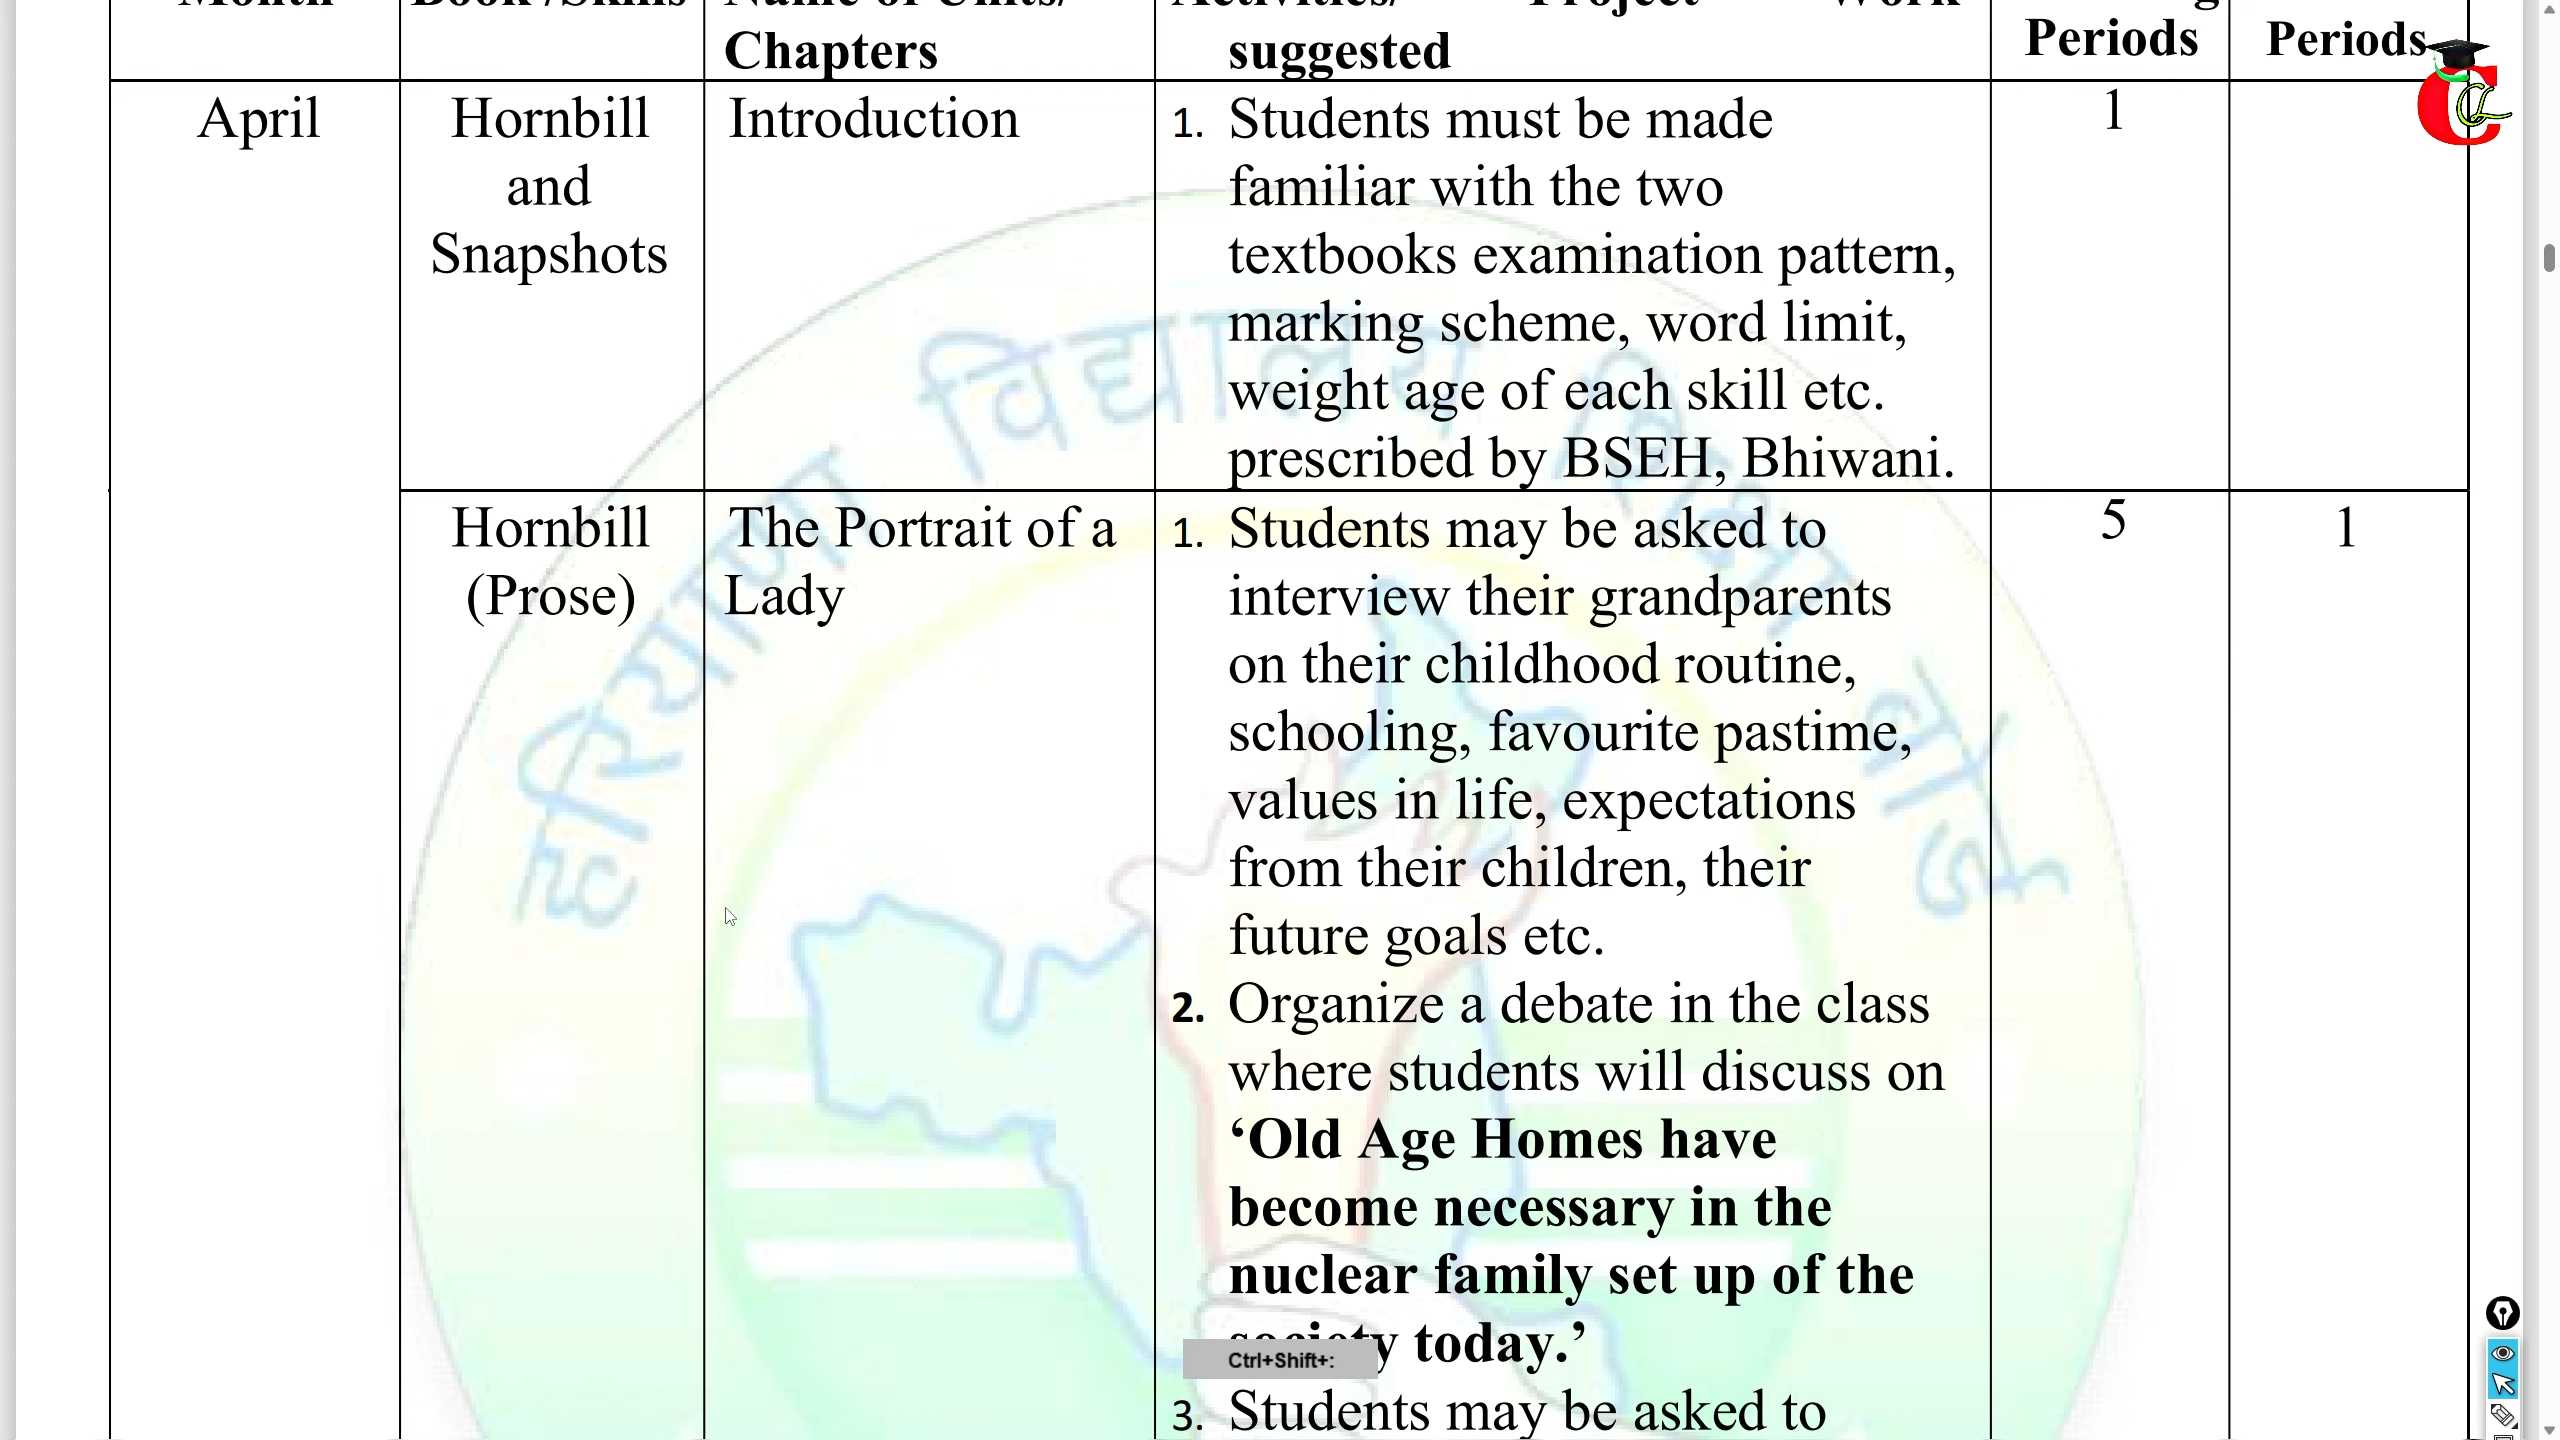 Chapters
suggested
Periods
Periods
April
Hornbill
and
Snapshots
Introduction
1. Students must be made
familiar with the two
textbooks examination pattern,
marking scheme, word limit,
weight age of each skill etc.
prescribed by BSEH, Bhiwani.
1
Hornbill
(Prose)
The Portrait of a
Lady
1. Students may be asked to
interview their grandparents
on their childhood routine,
schooling, favourite pastime,
values in life, expectations
from their children, their
future goals etc.
2. Organize a debate in the class
where students will discuss on
‘Old Age Homes have
become necessary in the
nuclear family set up of the
society today.’
3. Students may be asked to
5
1
हरियाणा विद्यालय शिक्षा बोर्ड
Ctrl+Shift+: